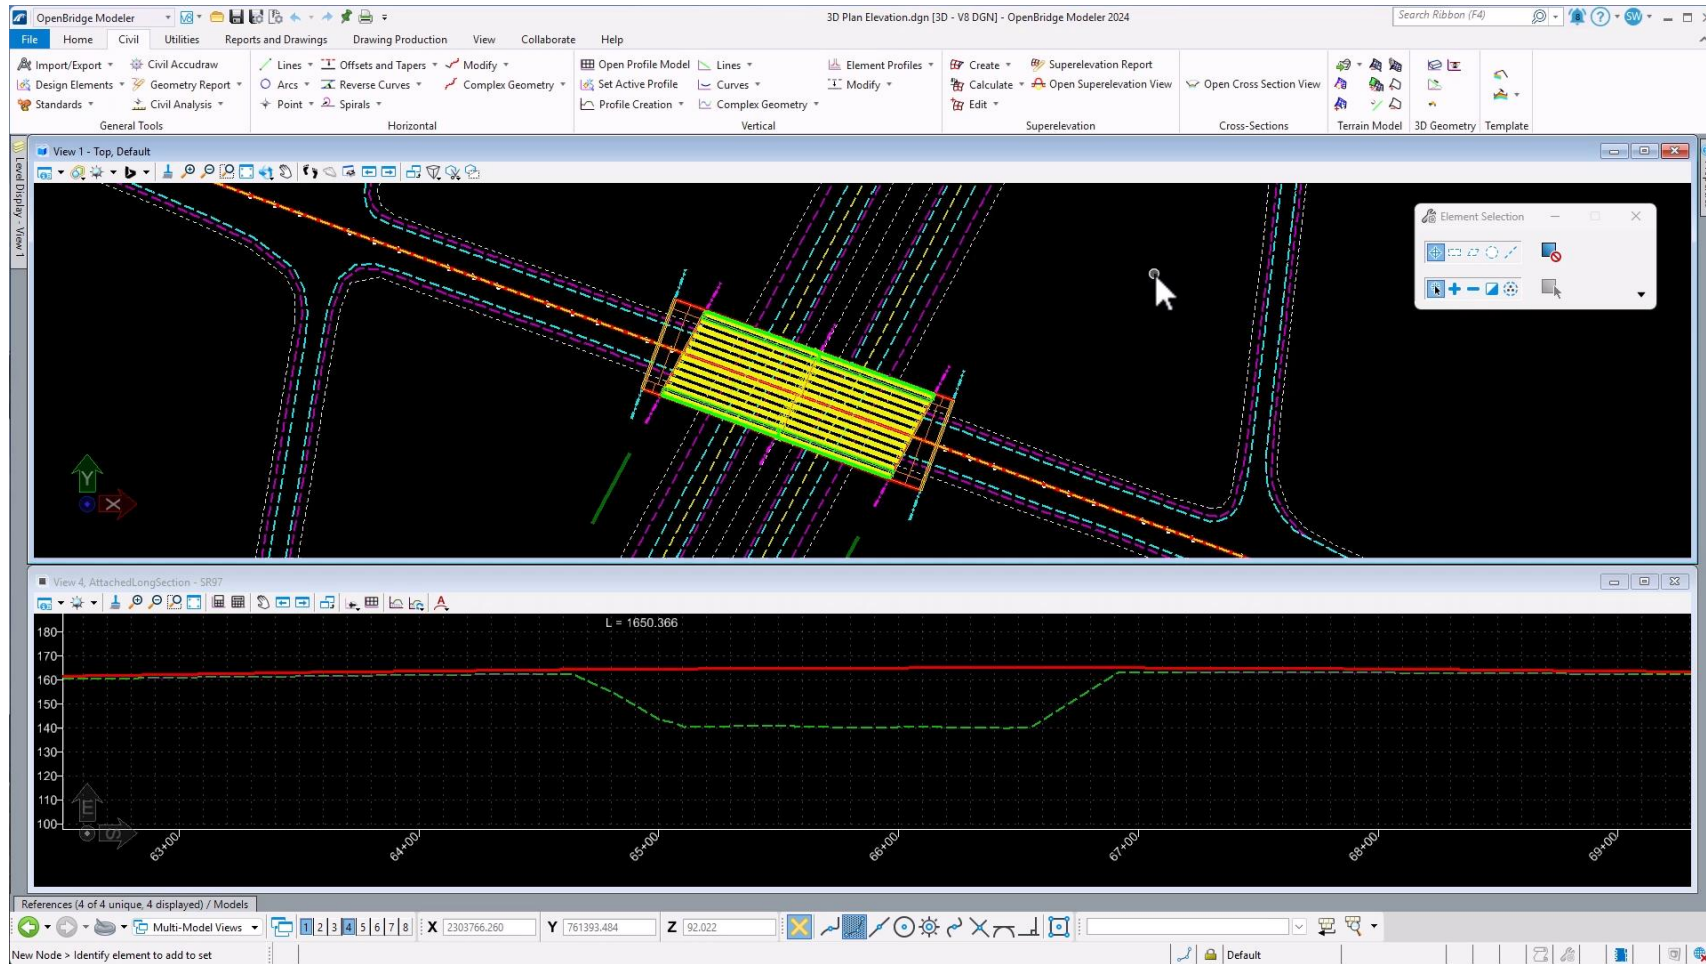 OpenBridge Modeler
3D Plan Elevation.dgn [3D - V8 DGN] - OpenBridge Modeler 2024
Search Ribbon (F4)
SW
File Home Civil Utilities Reports and Drawings Drawing Production View Collaborate Help
Import/Export Civil Accudraw Lines Offsets and Tapers Modify Open Profile Model Lines Element Profiles Create Superelevation Report
Design Elements Geometry Report Arcs Reverse Curves Complex Geometry Set Active Profile Curves Modify Calculate Open Superelevation View Open Cross Section View
Standards Civil Analysis Point Spirals Profile Creation Complex Geometry Edit
General Tools Horizontal Vertical Superelevation Cross-Sections Terrain Model 3D Geometry Template
Level Display - View 1
View 1 - Top, Default
Element Selection
Y
X
View 4, AttachedLongSection - SR97
L = 1650.366
180
170
160
150
140
130
120
110
100
E
S
63+00 64+00 65+00 66+00 67+00 68+00 69+00
References (4 of 4 unique, 4 displayed) / Models
Multi-Model Views 1 2 3 4 5 6 7 8 X 2303766.260 Y 761393.484 Z 92.022
New Node > Identify element to add to set Default